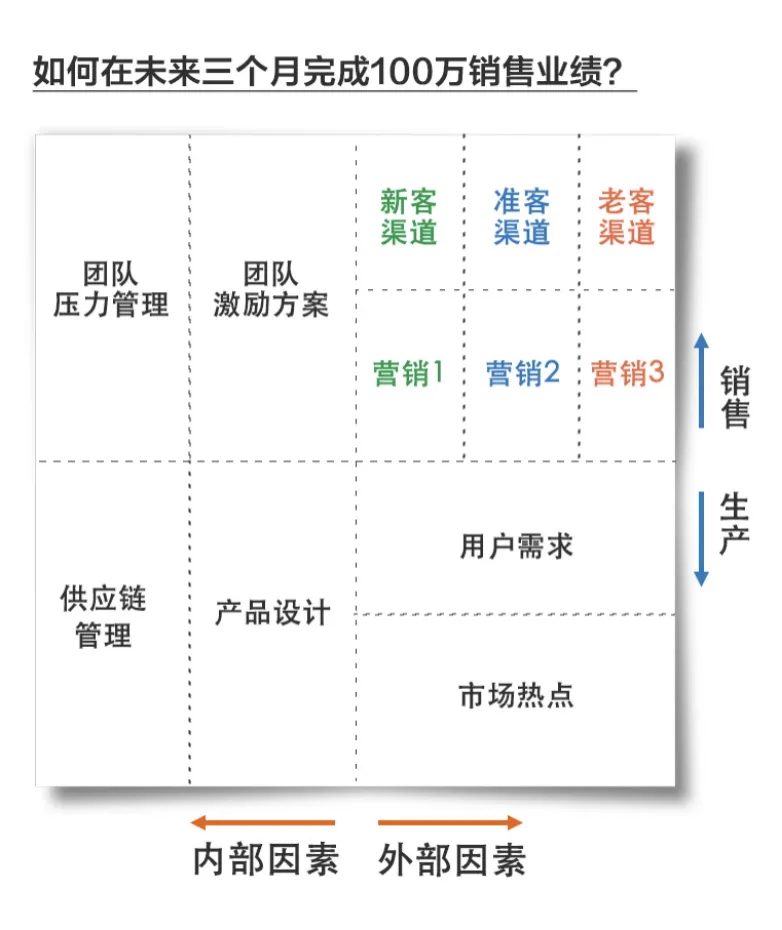 如何在未来三个月完成100万销售业绩？
团队
压力管理
团队
激励方案
新客
渠道
准客
渠道
老客
渠道
营销1
营销2
营销3
供应链
管理
产品设计
用户需求
市场热点
销售
生产
内部因素
外部因素